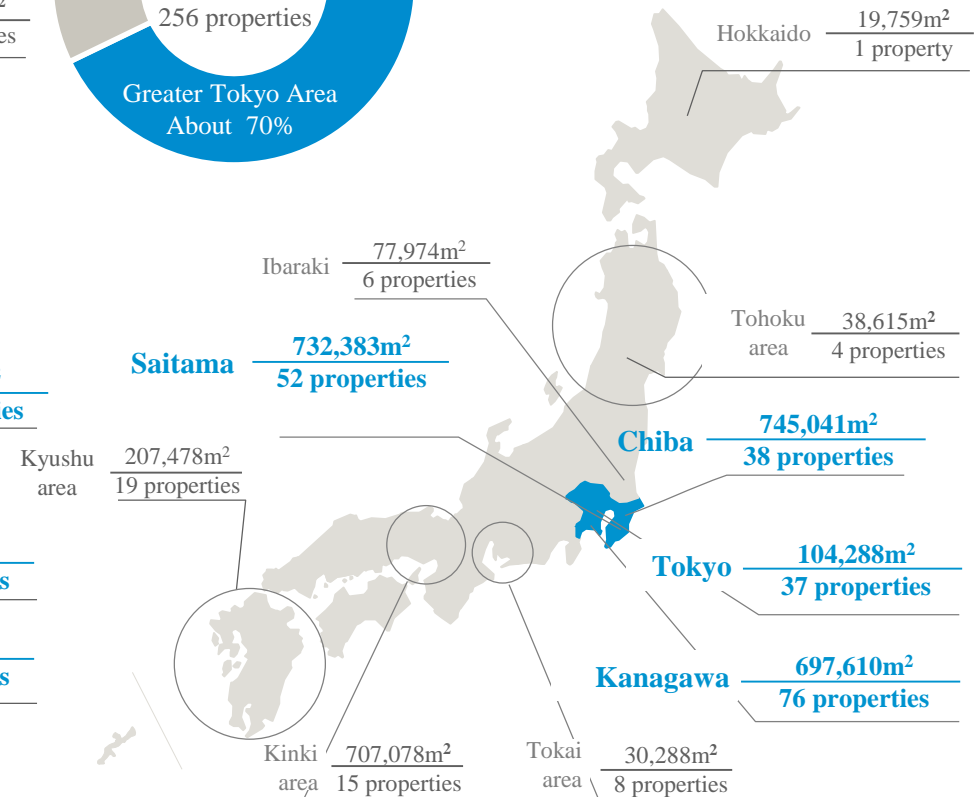 256 properties
Greater Tokyo Area
About 70%
Hokkaido
19,759m²
1 property
Ibaraki
77,974m²
6 properties
Tohoku
area
38,615m²
4 properties
Saitama
732,383m²
52 properties
Chiba
745,041m²
38 properties
Kyushu
area
207,478m²
19 properties
Tokyo
104,288m²
37 properties
Kanagawa
697,610m²
76 properties
Kinki
area
707,078m²
15 properties
Tokai
area
30,288m²
8 properties